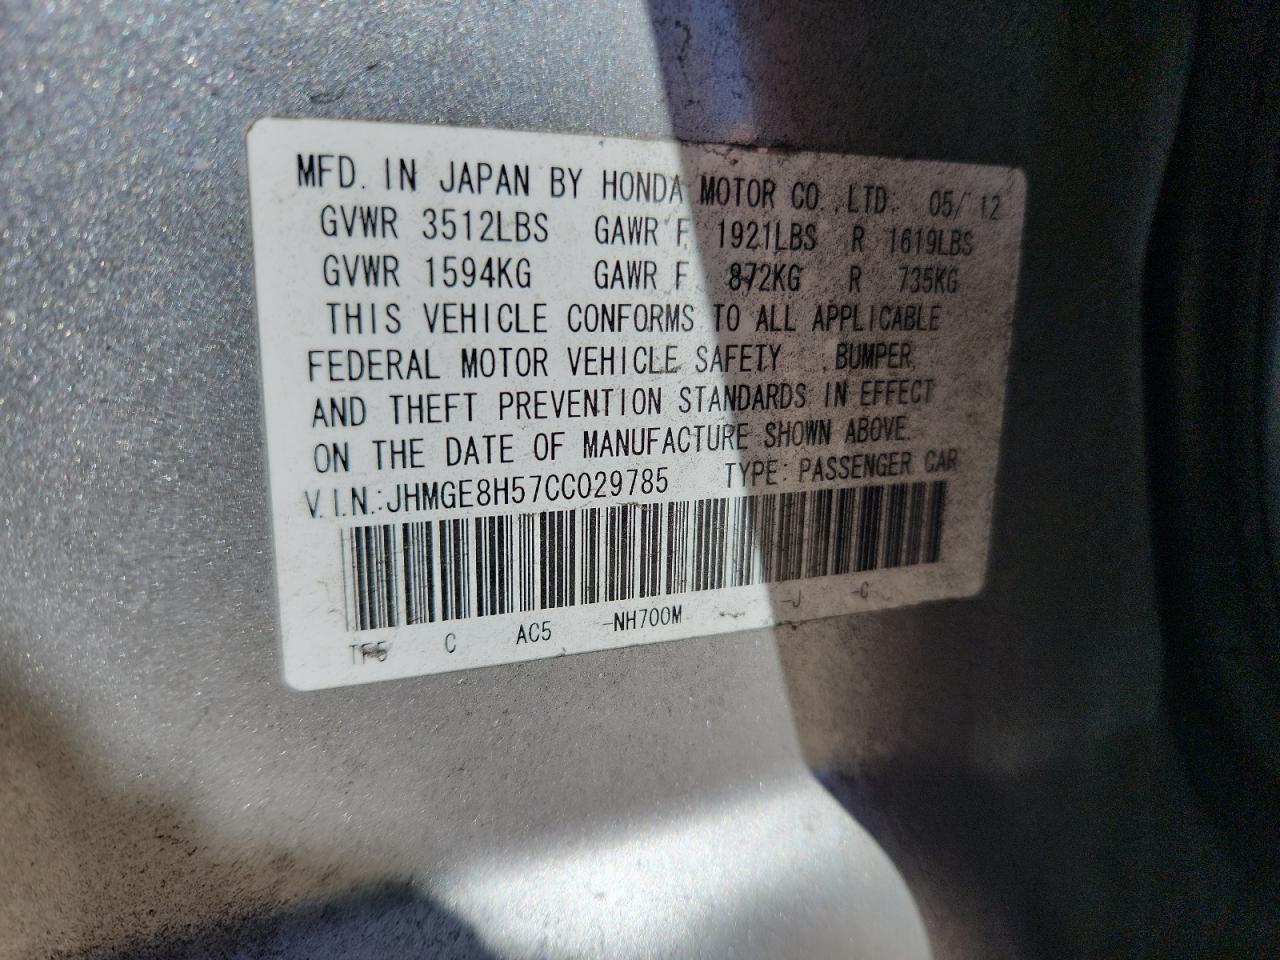 MFD. IN JAPAN BY HONDA MOTOR CO., LTD. 05/12
GVWR 3512LBS GAWR F 1921LBS R 1619LBS
GVWR 1594KG GAWR F 872KG R 735KG
THIS VEHICLE CONFORMS TO ALL APPLICABLE
FEDERAL MOTOR VEHICLE SAFETY , BUMPER,
AND THEFT PREVENTION STANDARDS IN EFFECT
ON THE DATE OF MANUFACTURE SHOWN ABOVE.
V.I.N.:JHMGE8H57CC029785 TYPE: PASSENGER CAR
TF5 C AC5 -NH700M -J -C